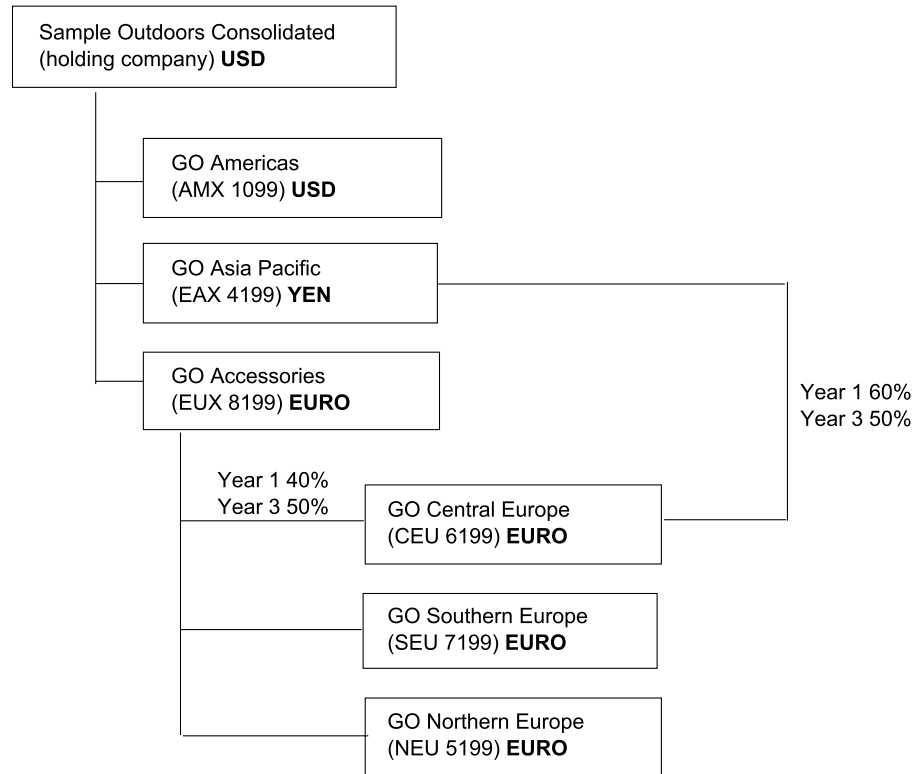 Sample Outdoors Consolidated
(holding company) USD
GO Americas
(AMX 1099) USD
GO Asia Pacific
(EAX 4199) YEN
GO Accessories
(EUX 8199) EURO
Year 1 60%
Year 3 50%
Year 1 40%
Year 3 50%
GO Central Europe
(CEU 6199) EURO
GO Southern Europe
(SEU 7199) EURO
GO Northern Europe
(NEU 5199) EURO